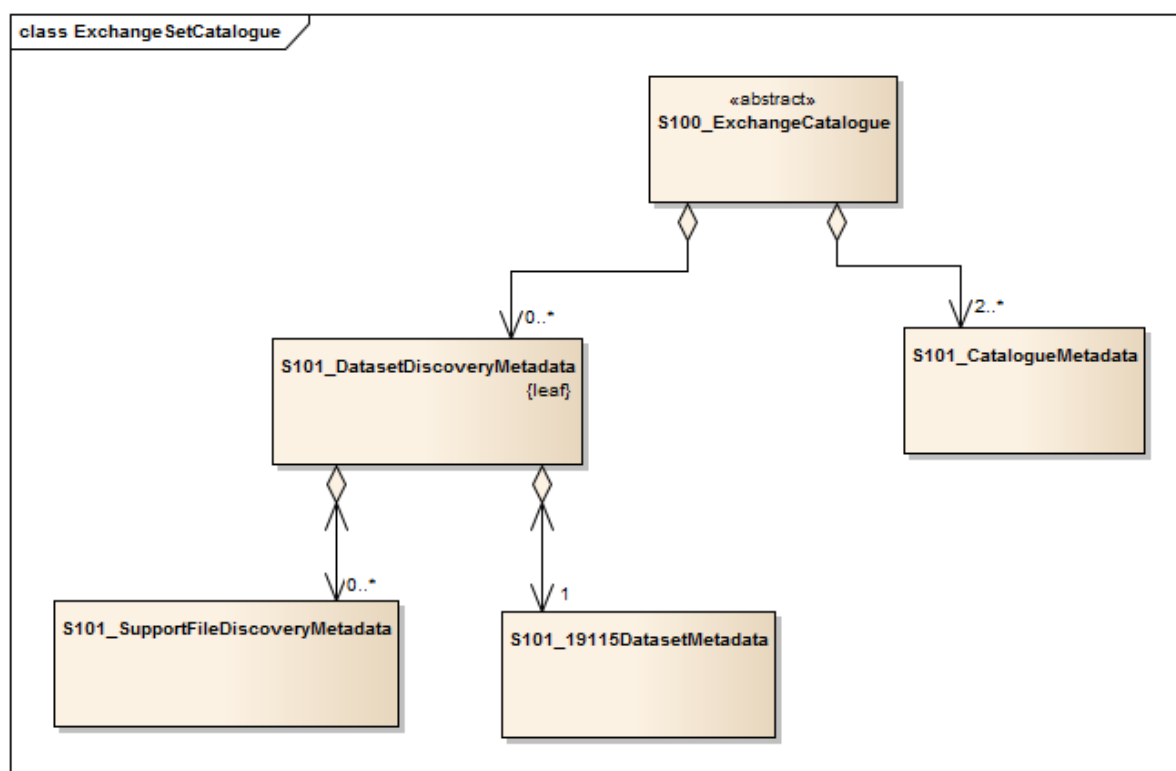 class ExchangeSetCatalogue
«abstract»
S100_ExchangeCatalogue
0..*
2..*
S101_DatasetDiscoveryMetadata
{leaf}
S101_CatalogueMetadata
0..*
1
S101_SupportFileDiscoveryMetadata
S101_19115DatasetMetadata